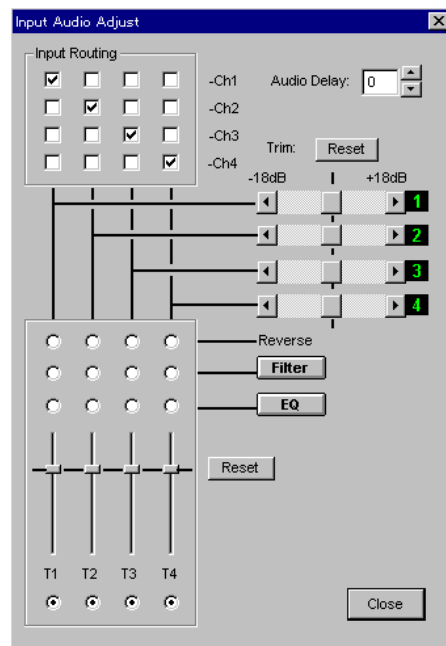 Input Audio Adjust
Input Routing
-Ch1
-Ch2
-Ch3
-Ch4
Audio Delay: 0
Trim: Reset
-18dB +18dB
1
2
3
4
Reverse
Filter
EQ
Reset
T1 T2 T3 T4
Close